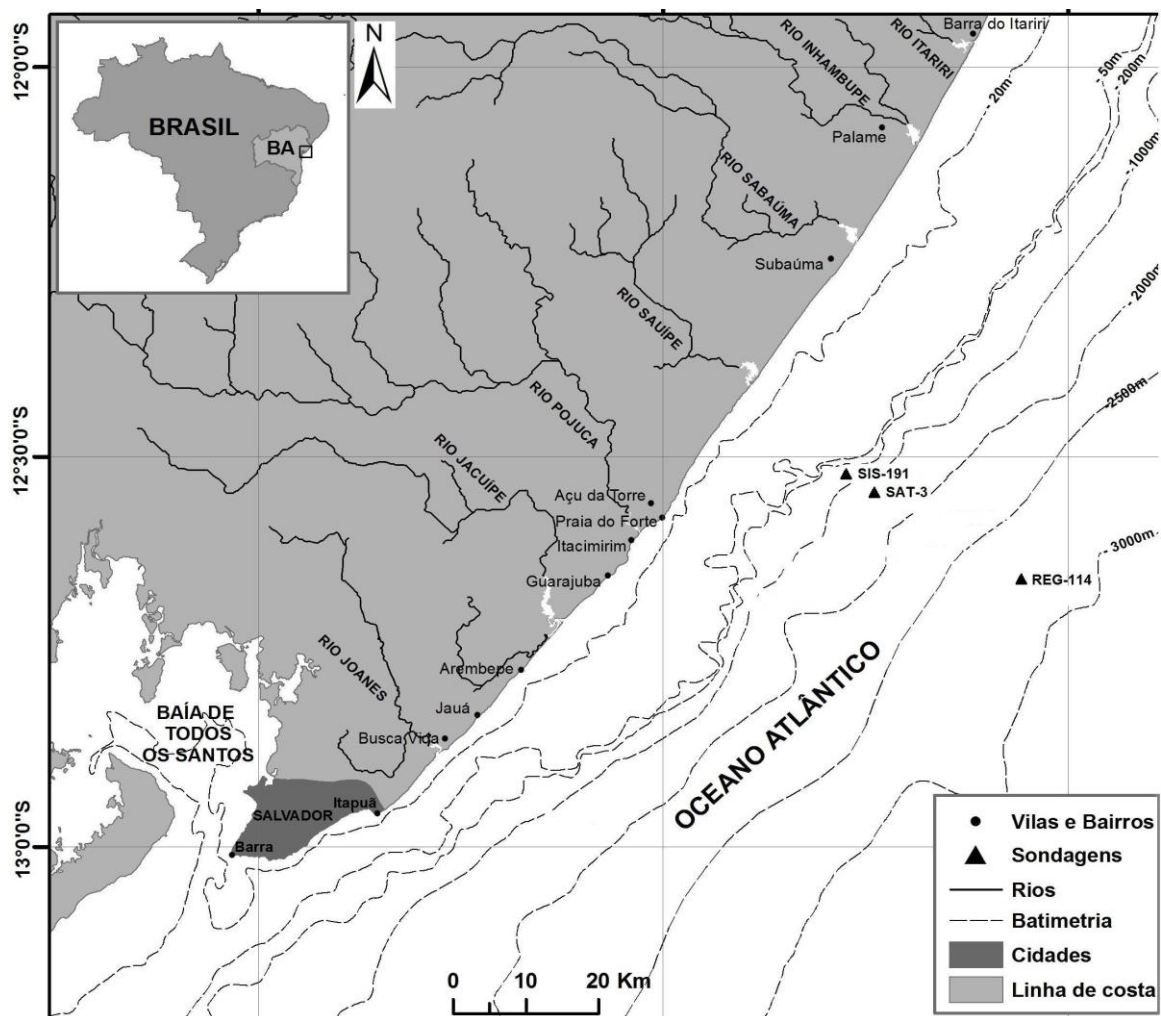 BRASIL
BA
N
12°0'0"S
12°30'0"S
13°0'0"S
Barra do Itariri
RIO ITARIRI
RIO INHAMBUPE
Palame
RIO SABAÚMA
Subaúma
RIO SAUÍPE
RIO POJUCA
RIO JACUÍPE
Açu da Torre
Praia do Forte
Itacimirim
Guarajuba
RIO JOANES
Arembepe
Jauá
Busca Vida
BAÍA DE
TODOS
OS SANTOS
Itapuã
SALVADOR
Barra
- 20m
- 50m
- 200m
- 1000m
- 2000m
-2500m
- 3000m
SIS-191
SAT-3
REG-114
OCEANO ATLÂNTICO
0 20 Km
Vilas e Bairros
Sondagens
Rios
Batimetria
Cidades
Linha de costa